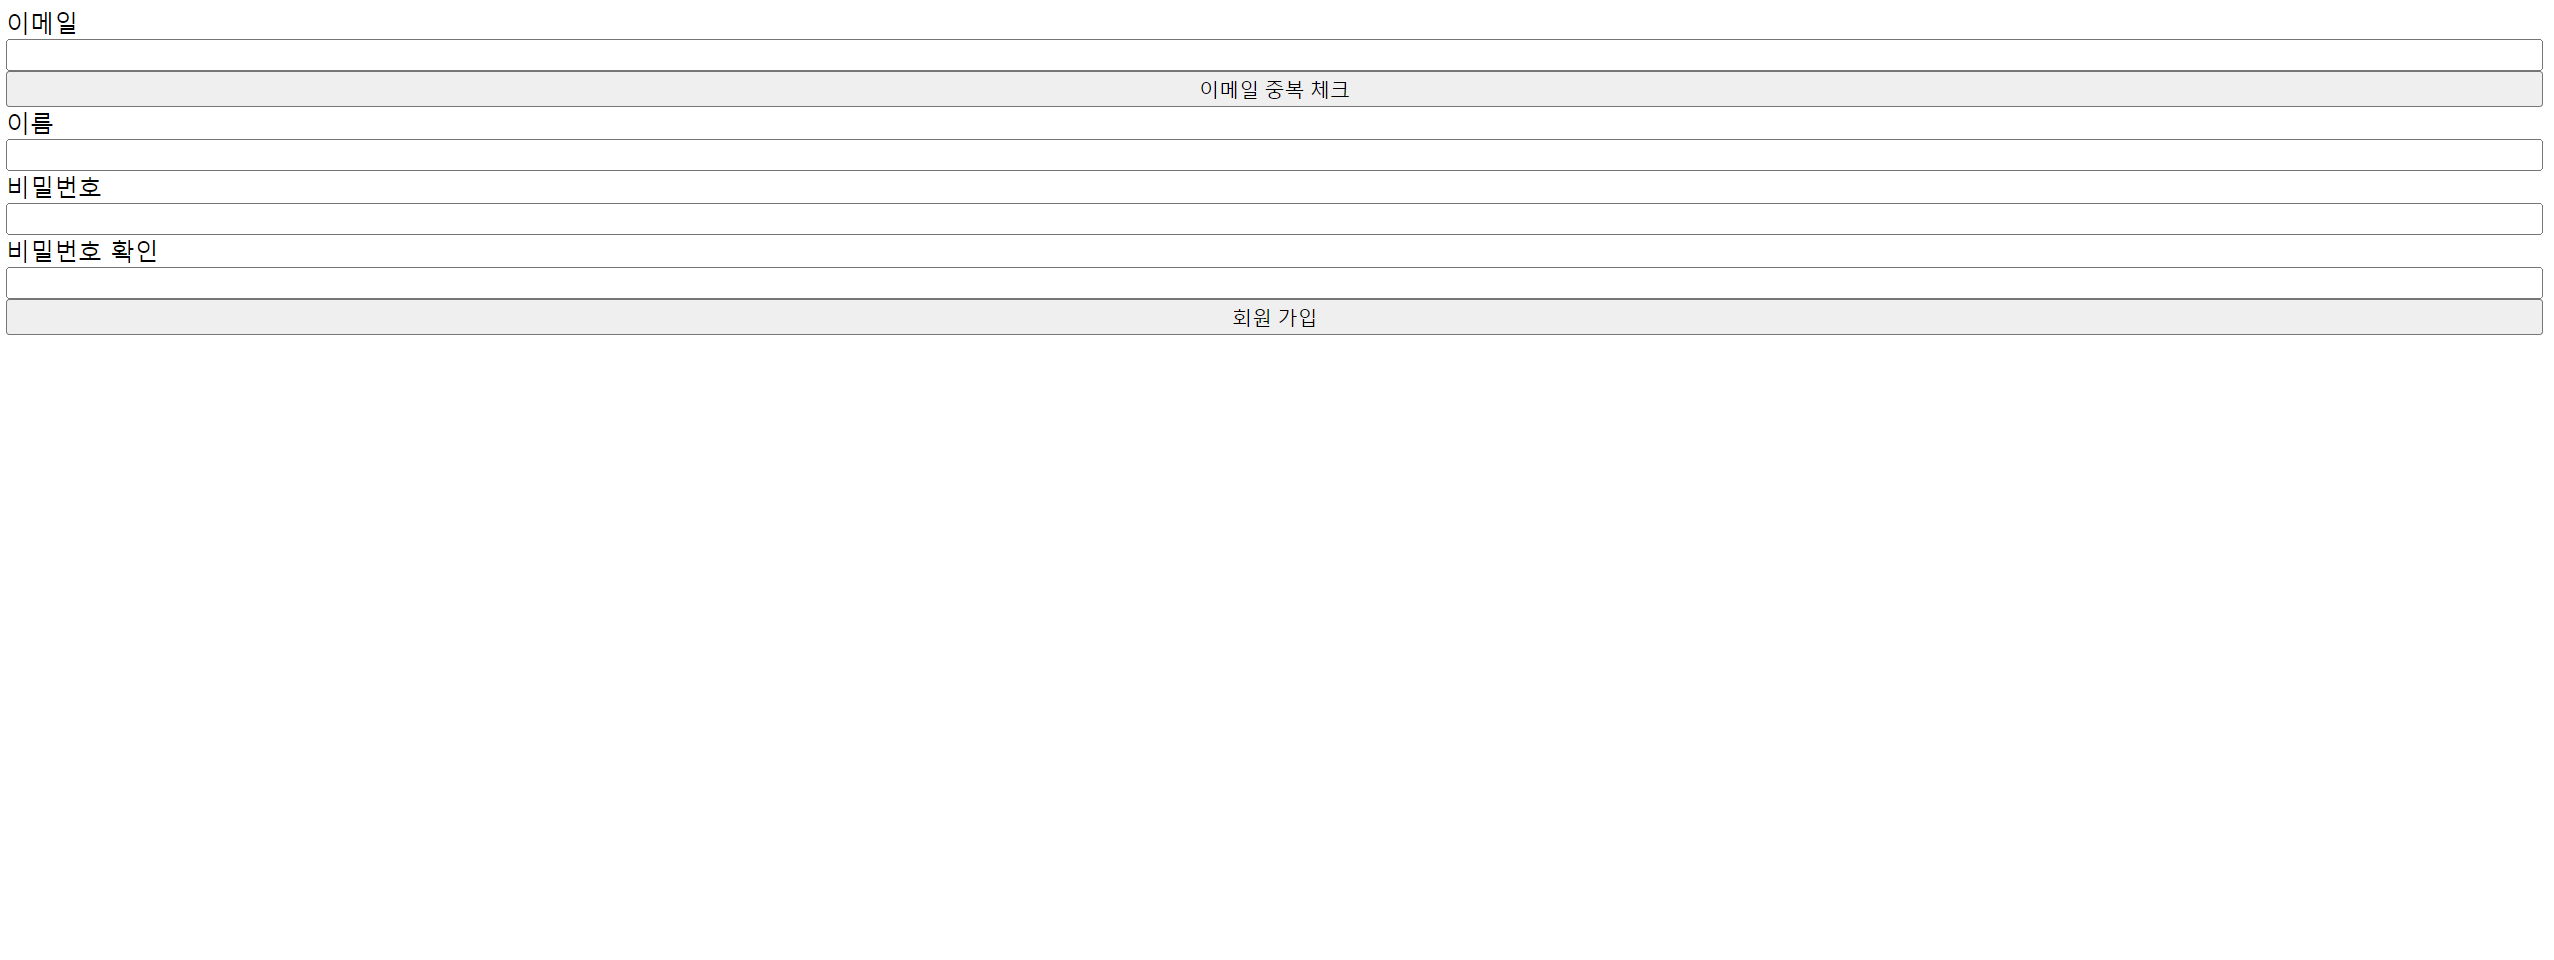 이메일
이메일 중복 체크
이름
비밀번호
비밀번호 확인
회원 가입